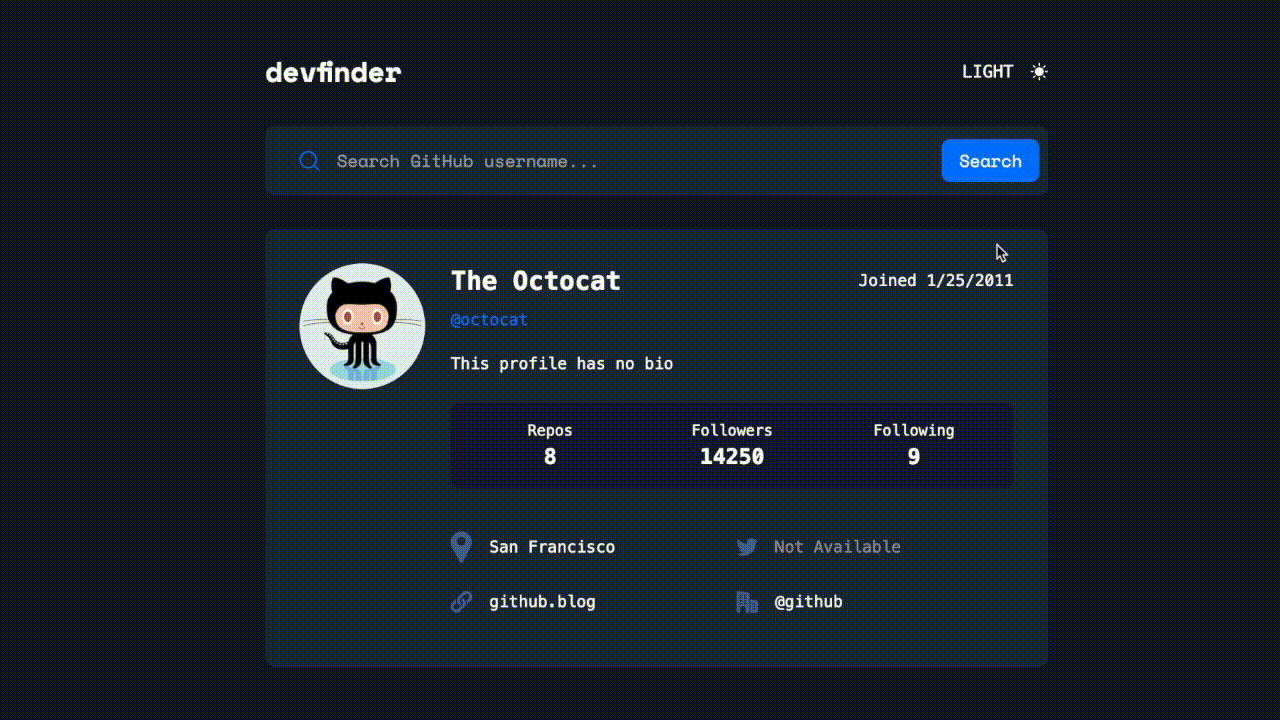 devfinder
LIGHT
Search GitHub username...
Search
The Octocat
Joined 1/25/2011
@octocat
This profile has no bio
Repos
Followers
Following
8
14250
9
San Francisco
Not Available
github.blog
@github